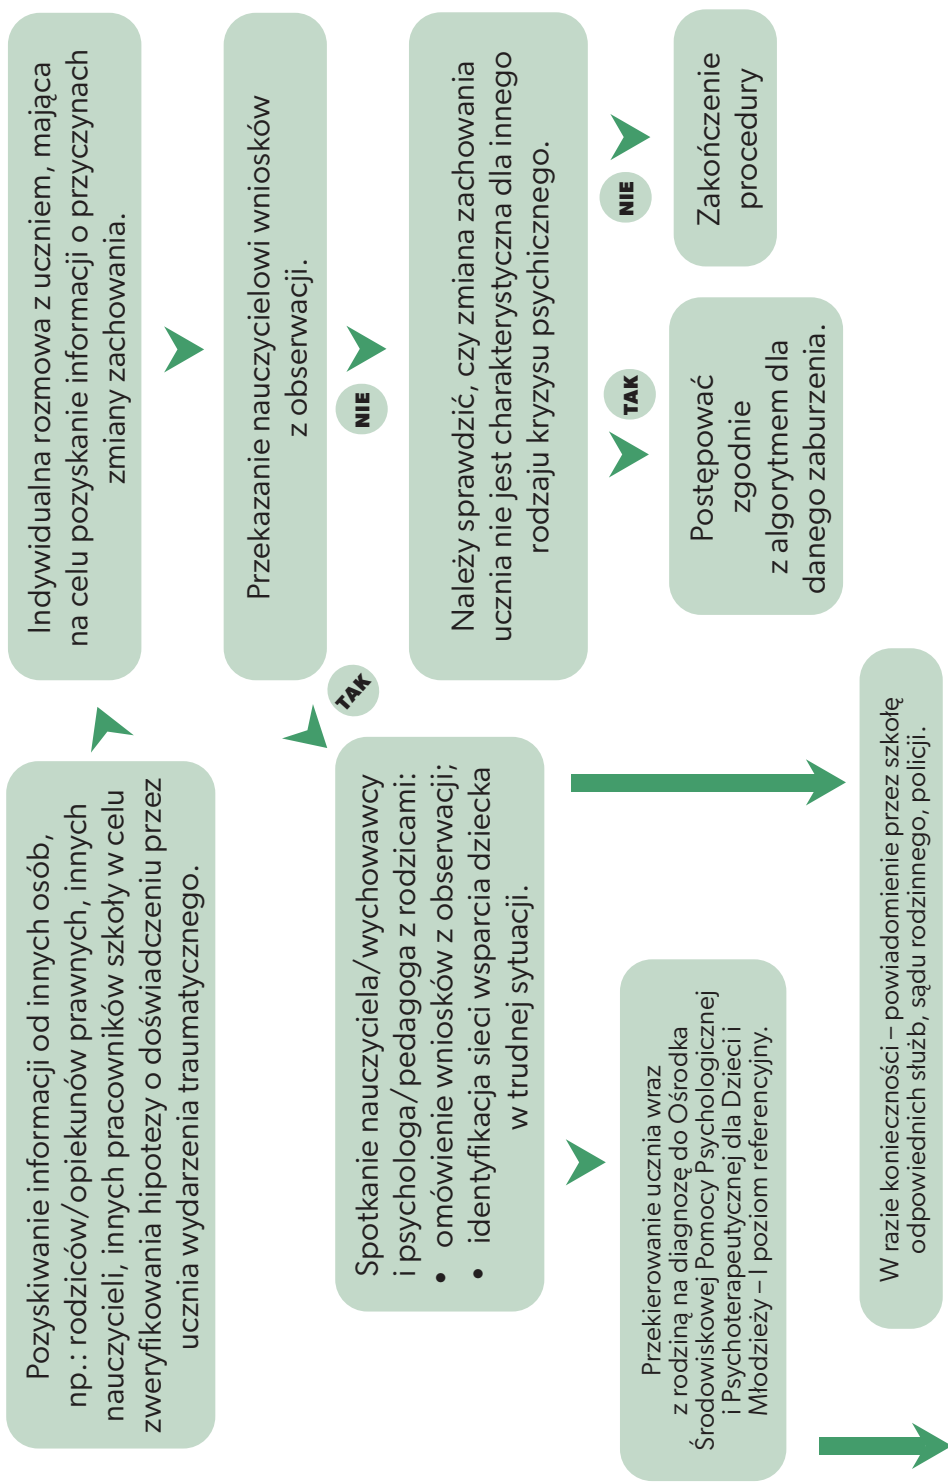 Pozyskiwanie informacji od innych osób,
np.: rodziców/opiekunów prawnych, innych
nauczycieli, innych pracowników szkoły w celu
zweryfikowania hipotezy o doświadczeniu przez
ucznia wydarzenia traumatycznego.
Indywidualna rozmowa z uczniem, mająca
na celu pozyskanie informacji o przyczynach
zmiany zachowania.
Przekazanie nauczycielowi wniosków
z obserwacji.
TAK
NIE
Spotkanie nauczyciela/wychowawcy
i psychologa/pedagoga z rodzicami:
• omówienie wniosków z obserwacji;
• identyfikacja sieci wsparcia dziecka
w trudnej sytuacji.
Należy sprawdzić, czy zmiana zachowania
ucznia nie jest charakterystyczna dla innego
rodzaju kryzysu psychicznego.
TAK
NIE
Przekierowanie ucznia wraz
z rodziną na diagnozę do Ośrodka
Środowiskowej Pomocy Psychologicznej
i Psychoterapeutycznej dla Dzieci i
Młodzieży – I poziom referencyjny.
Postępować
zgodnie
z algorytmem dla
danego zaburzenia.
Zakończenie
procedury
W razie konieczności – powiadomienie przez szkołę
odpowiednich służb, sądu rodzinnego, policji.